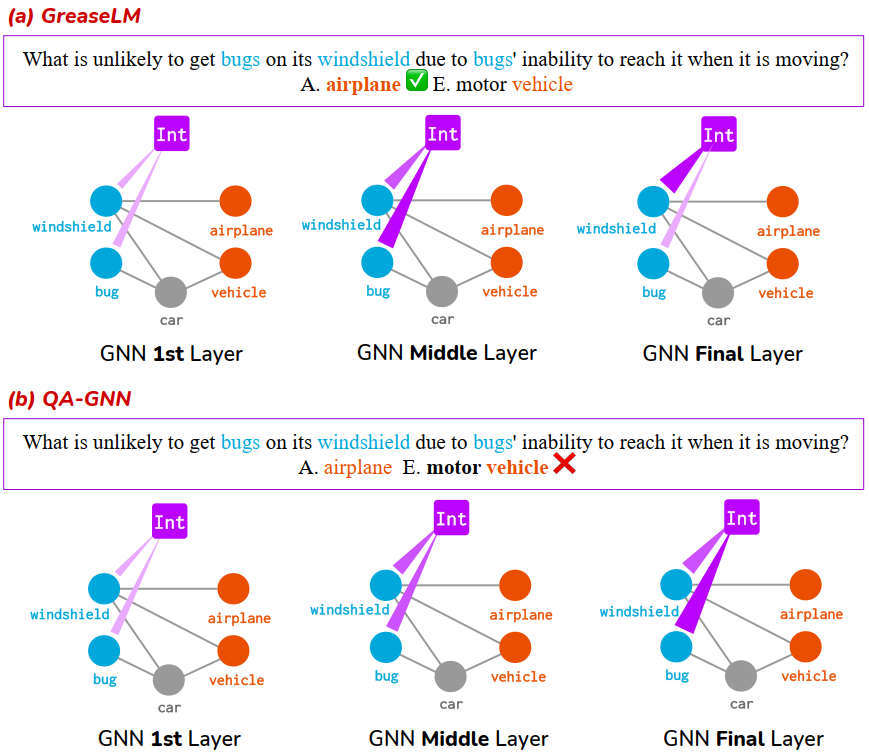 (a) GreaseLM
What is unlikely to get bugs on its windshield due to bugs' inability to reach it when it is moving?
A. airplane ✅ E. motor vehicle
Int Int Int
windshield airplane windshield airplane windshield airplane
bug vehicle bug vehicle bug vehicle
car car car
GNN 1st Layer GNN Middle Layer GNN Final Layer
(b) QA-GNN
What is unlikely to get bugs on its windshield due to bugs' inability to reach it when it is moving?
A. airplane E. motor vehicle ❌
Int Int Int
windshield airplane windshield airplane windshield airplane
bug vehicle bug vehicle bug vehicle
car car car
GNN 1st Layer GNN Middle Layer GNN Final Layer